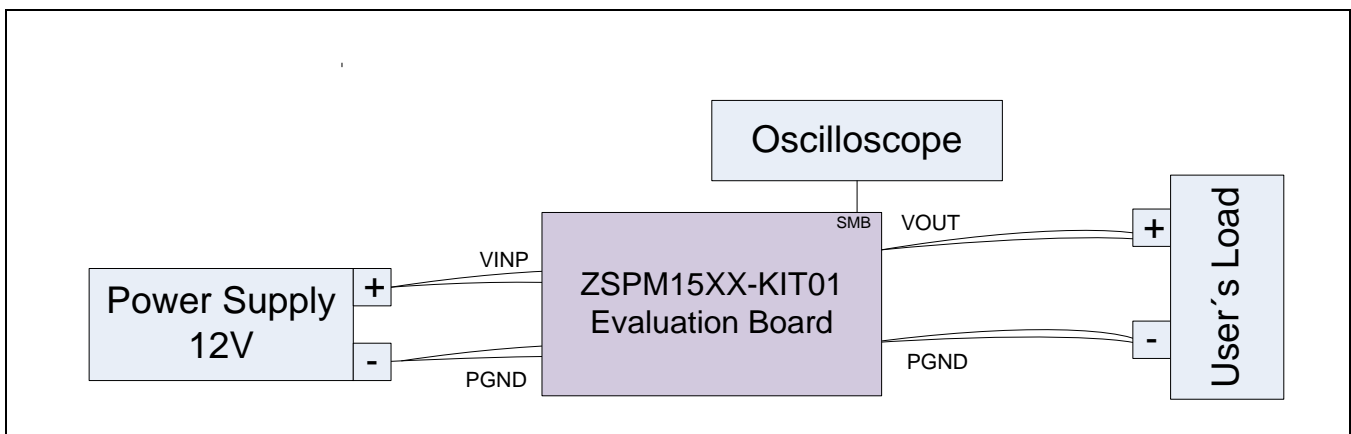 Oscilloscope
SMB
VOUT
+
User´s Load
-
PGND
VINP
ZSPM15XX-KIT01
Evaluation Board
Power Supply
12V
+
-
PGND